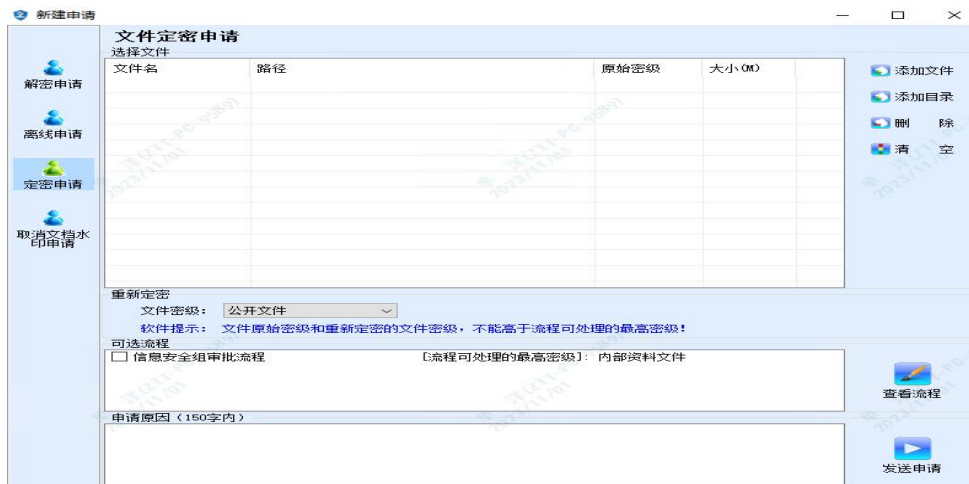 新建申请
文件定密申请
选择文件
文件名 路径 原始密级 大小(M)
解密申请
离线申请
定密申请
取消文档水
印申请
添加文件
添加目录
删 除
清 空
重新定密
文件密级： 公开文件
软件提示： 文件原始密级和重新定密的文件密级，不能高于流程可处理的最高密级！
可选流程
信息安全组审批流程 [流程可处理的最高密级]：内部资料文件
查看流程
申请原因（150字内）
发送申请